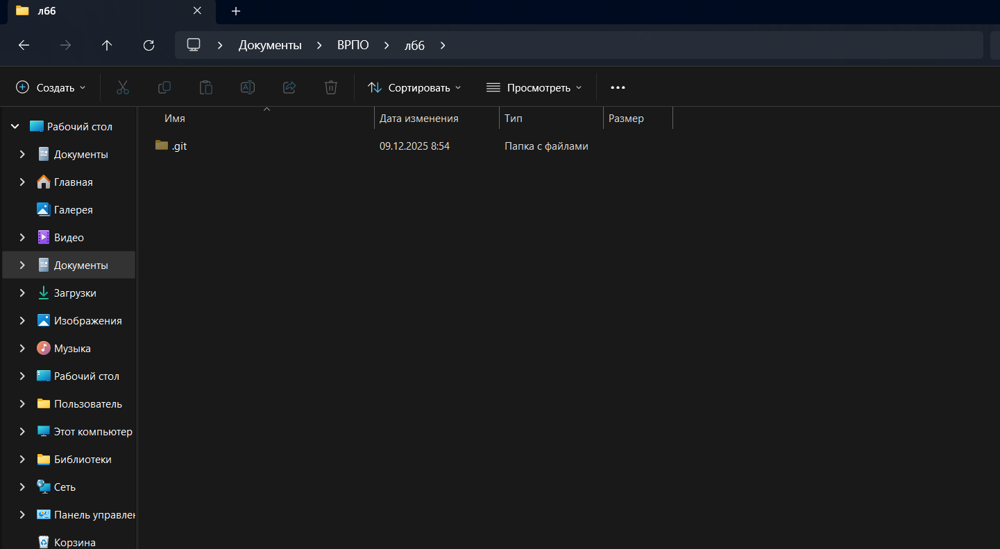 лб6
Документы ВРПО лб6
Создать Сортировать Просмотреть
Имя Дата изменения Тип Размер
.git 09.12.2025 8:54 Папка с файлами
Рабочий стол
Документы
Главная
Галерея
Видео
Документы
Загрузки
Изображения
Музыка
Рабочий стол
Пользователь
Этот компьютер
Библиотеки
Сеть
Панель управлен
Корзина